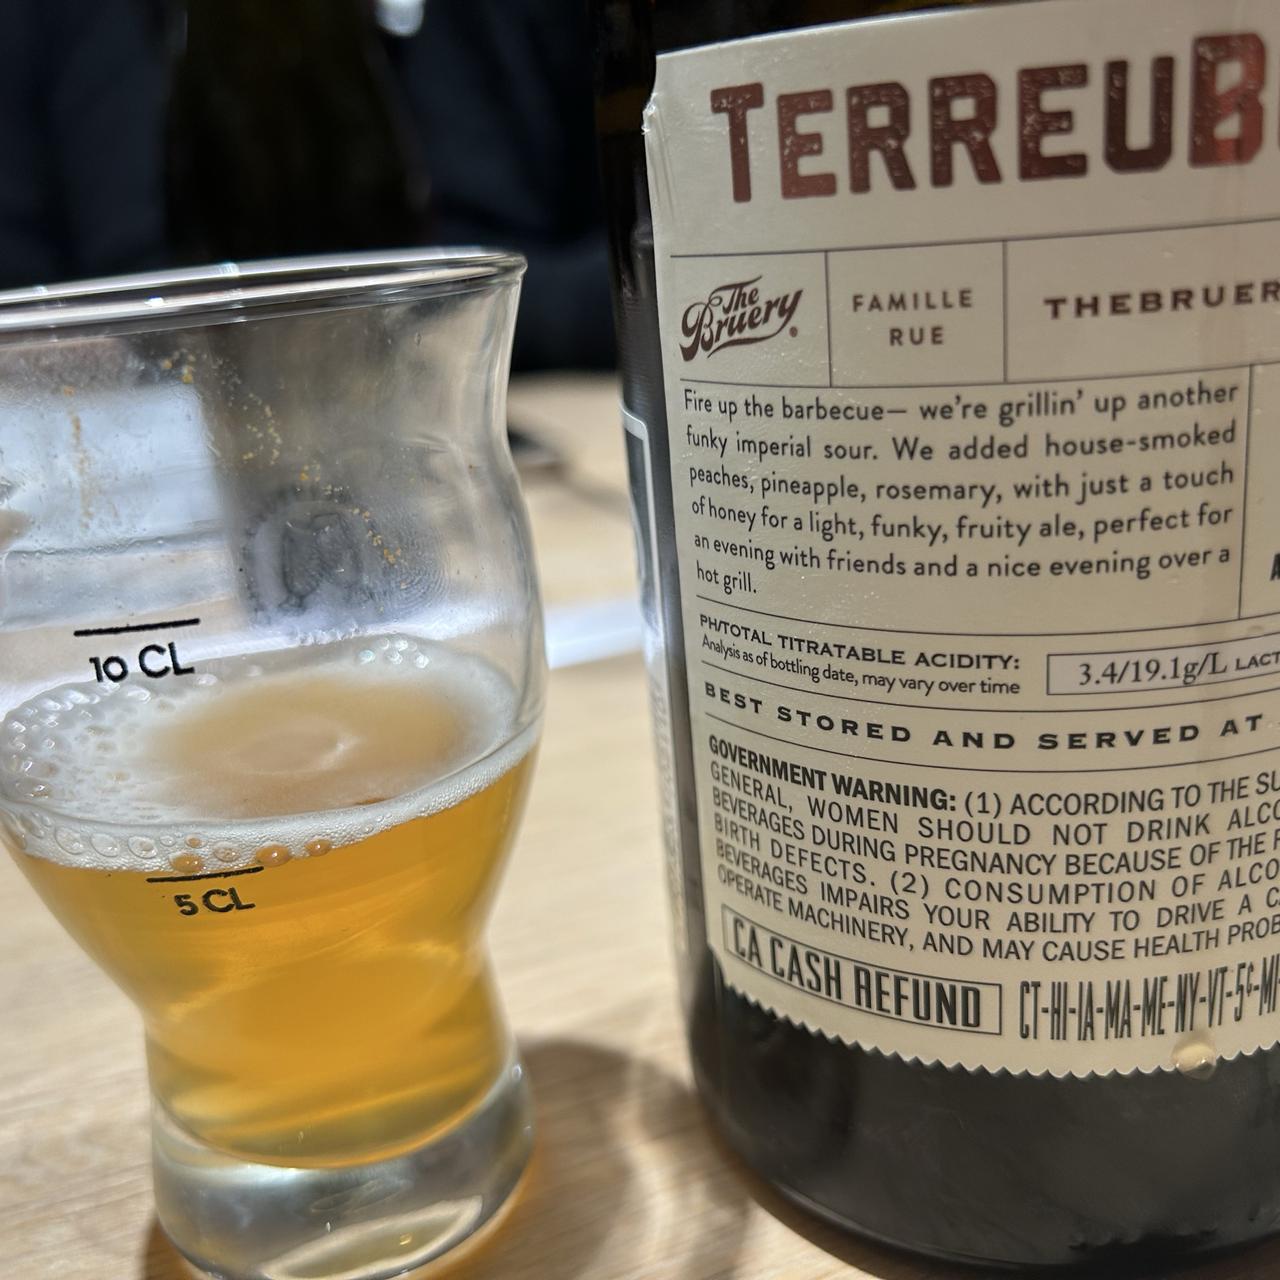 TERREUB
The
Bruery
FAMILLE
RUE
THEBRUER
Fire up the barbecue— we're grillin' up another
funky imperial sour. We added house-smoked
peaches, pineapple, rosemary, with just a touch
of honey for a light, funky, fruity ale, perfect for
an evening with friends and a nice evening over a
hot grill.
PH/TOTAL TITRATABLE ACIDITY:
Analysis as of bottling date, may vary over time
3.4/19.1g/L LACT
BEST STORED AND SERVED AT
GOVERNMENT WARNING: (1) ACCORDING TO THE SU
GENERAL, WOMEN SHOULD NOT DRINK ALCO
BEVERAGES DURING PREGNANCY BECAUSE OF THE R
BIRTH DEFECTS. (2) CONSUMPTION OF ALCO
BEVERAGES IMPAIRS YOUR ABILITY TO DRIVE A CA
OPERATE MACHINERY, AND MAY CAUSE HEALTH PROB
CA CASH REFUND
CT-HI-IA-MA-ME-NY-VT-5¢-MI-
10 CL
5 CL